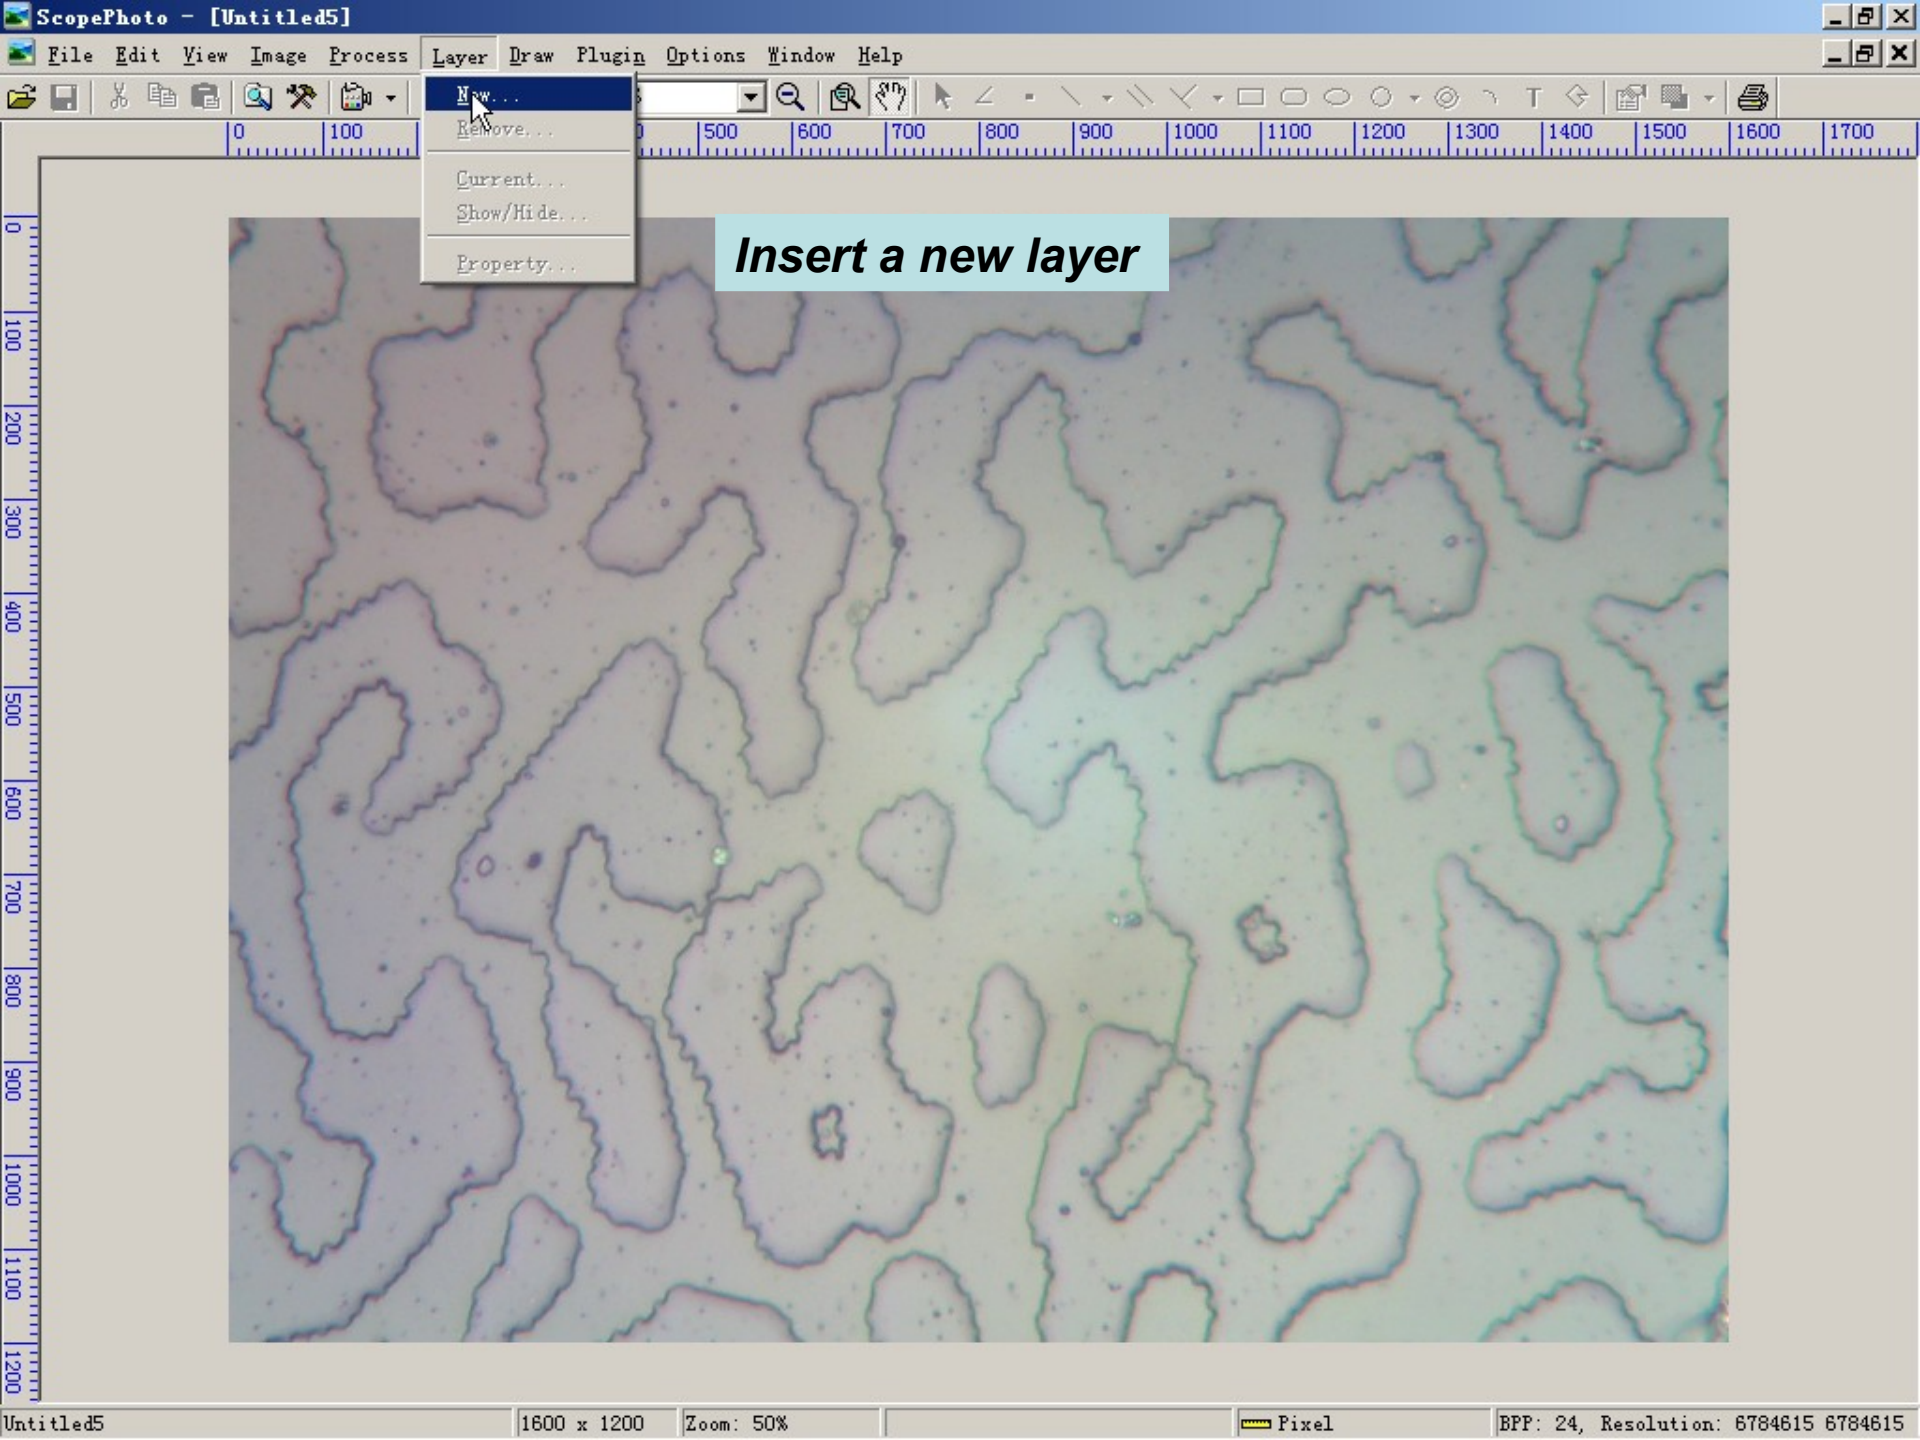 ScopePhoto - [Untitled5]
File Edit View Image Process Layer Draw Plugin Options Window Help
New...
Remove...
Current...
Show/Hide...
Property...
T
0 100 500 600 700 800 900 1000 1100 1200 1300 1400 1500 1600 1700
Insert a new layer
0
100
200
300
400
500
600
700
800
900
1000
1100
1200
Untitled5 1600 x 1200 Zoom: 50% Pixel BPP: 24, Resolution: 6784615 6784615